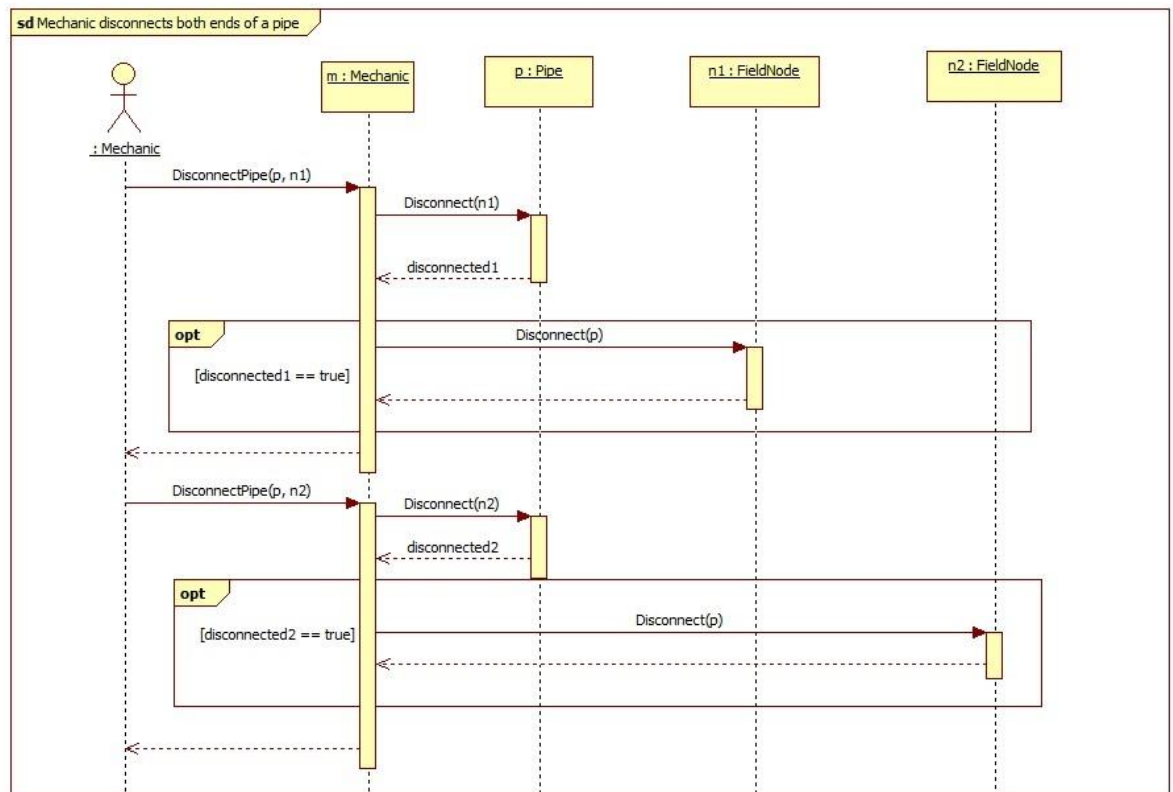 sd Mechanic disconnects both ends of a pipe
: Mechanic
m : Mechanic
p : Pipe
n1 : FieldNode
n2 : FieldNode
DisconnectPipe(p, n1)
Disconnect(n1)
disconnected1
opt
Disconnect(p)
[disconnected1 == true]
DisconnectPipe(p, n2)
Disconnect(n2)
disconnected2
opt
Disconnect(p)
[disconnected2 == true]